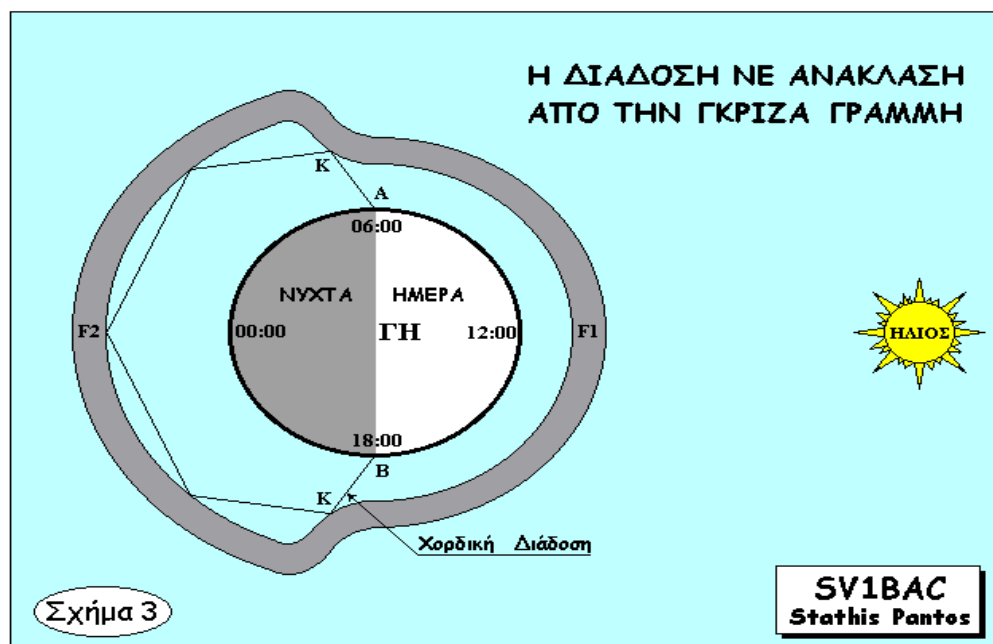 Η ΔΙΑΔΟΣΗ ΝΕ ΑΝΑΚΛΑΣΗ
ΑΠΟ ΤΗΝ ΓΚΡΙΖΑ ΓΡΑΜΜΗ
K
A
06:00
ΝΥΧΤΑ ΗΜΕΡΑ
F2
00:00
ΓΗ
12:00
F1
ΗΛΙΟΣ
18:00
B
K
Χορδική Διάδοση
Σχήμα 3
SV1BAC
Stathis Pantos